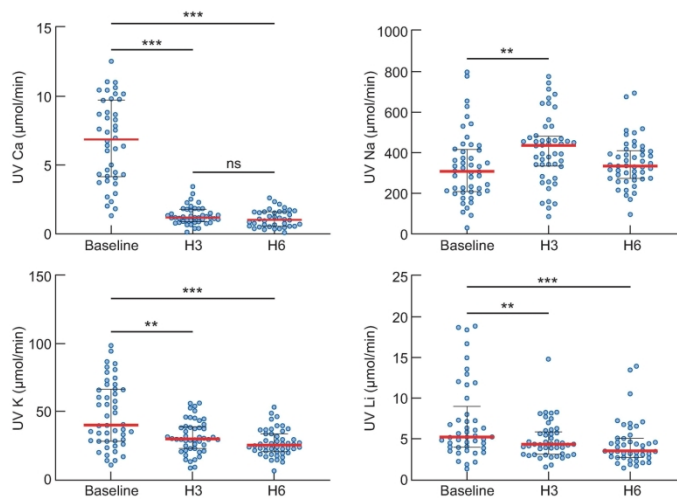 UV Ca (µmol/min)
15
10
5
0
***
***
ns
Baseline
H3
H6
UV Na (µmol/min)
1000
800
600
400
200
0
**
Baseline
H3
H6
UV K (µmol/min)
150
100
50
0
***
**
Baseline
H3
H6
UV Li (µmol/min)
25
20
15
10
5
0
***
**
Baseline
H3
H6